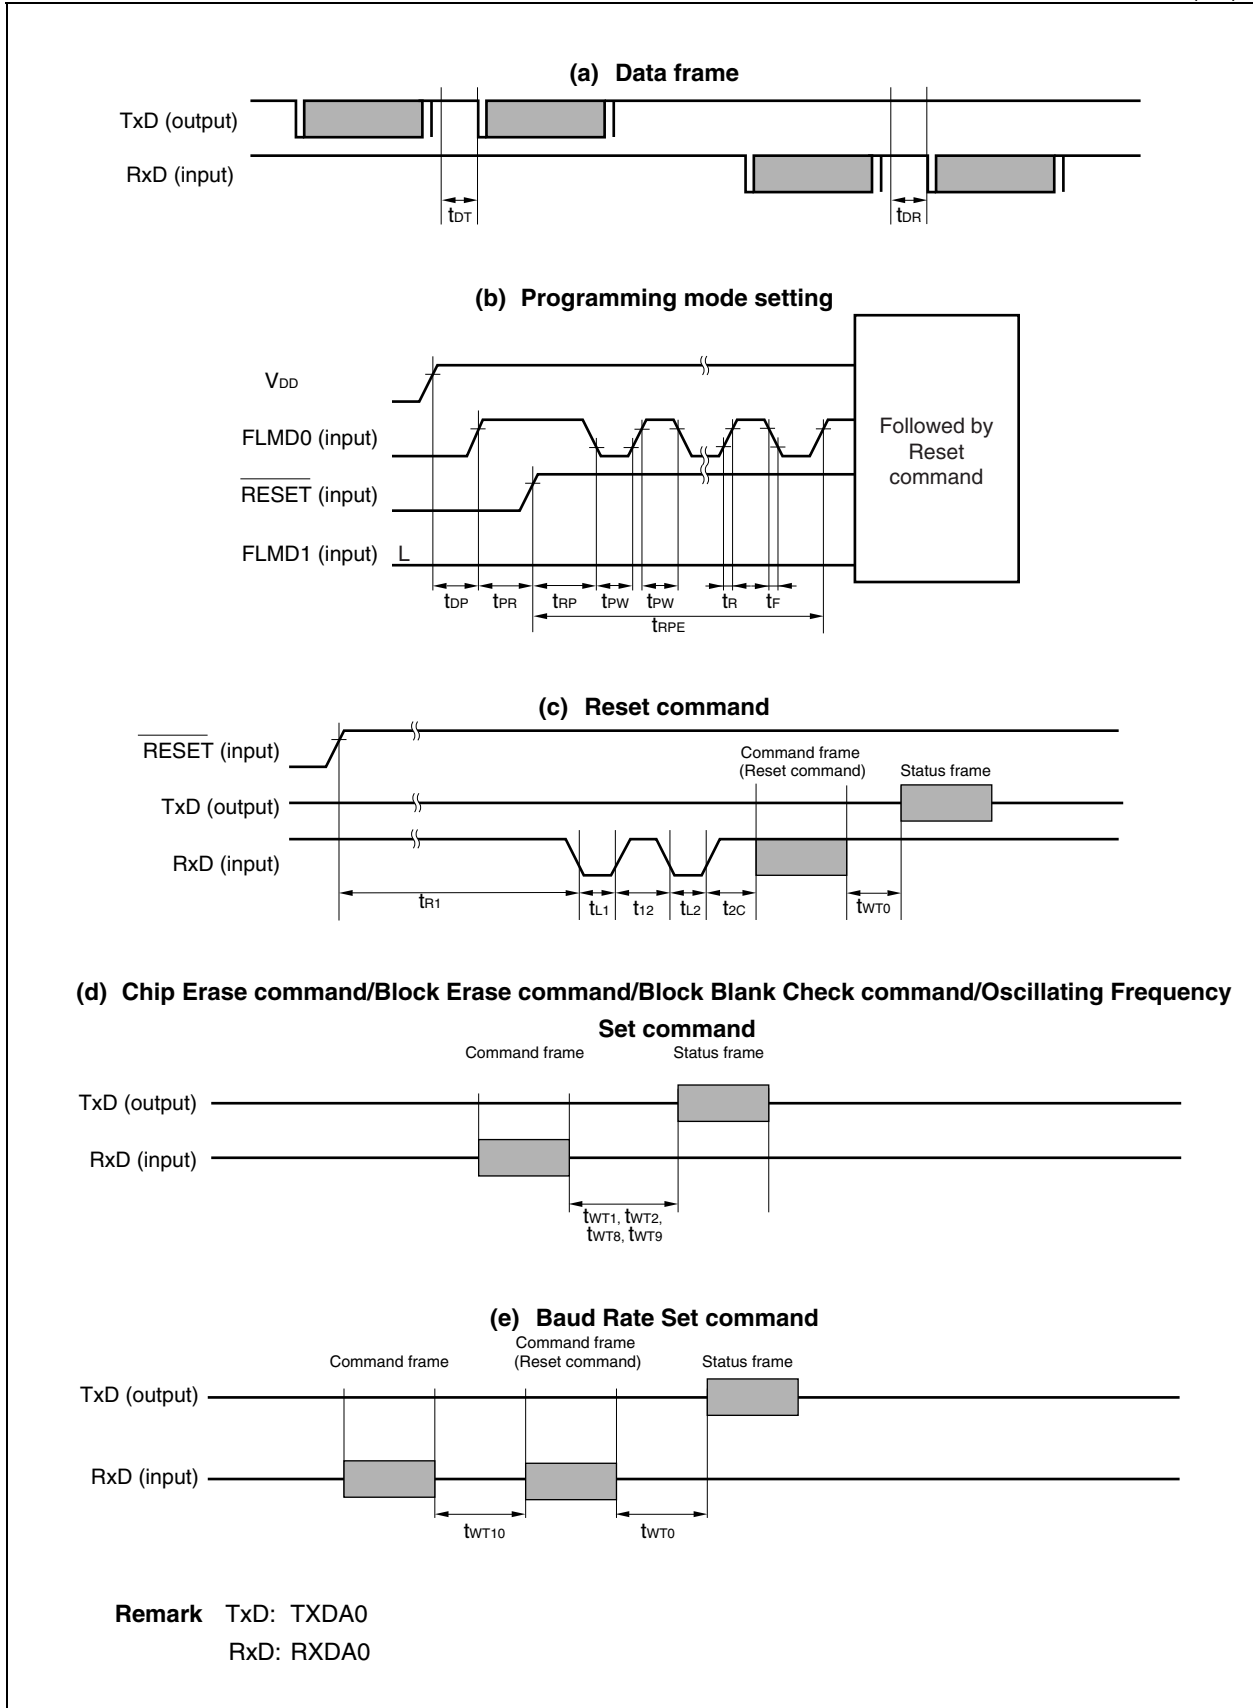 (a) Data frame
TxD (output)
RxD (input)
tDT
tDR
(b) Programming mode setting
VDD
FLMD0 (input)
RESET (input)
FLMD1 (input) L
Followed by
Reset
command
tDP tPR tRP tPW tPW tR tF
tRPE
(c) Reset command
RESET (input)
Command frame
(Reset command)
Status frame
TxD (output)
RxD (input)
tR1 tL1 t12 tL2 t2C tWT0
(d) Chip Erase command/Block Erase command/Block Blank Check command/Oscillating Frequency
Set command
Command frame
Status frame
TxD (output)
RxD (input)
tWT1, tWT2,
tWT8, tWT9
(e) Baud Rate Set command
Command frame
Command frame
(Reset command)
Status frame
TxD (output)
RxD (input)
tWT10
tWT0
Remark TxD: TXDA0
RxD: RXDA0